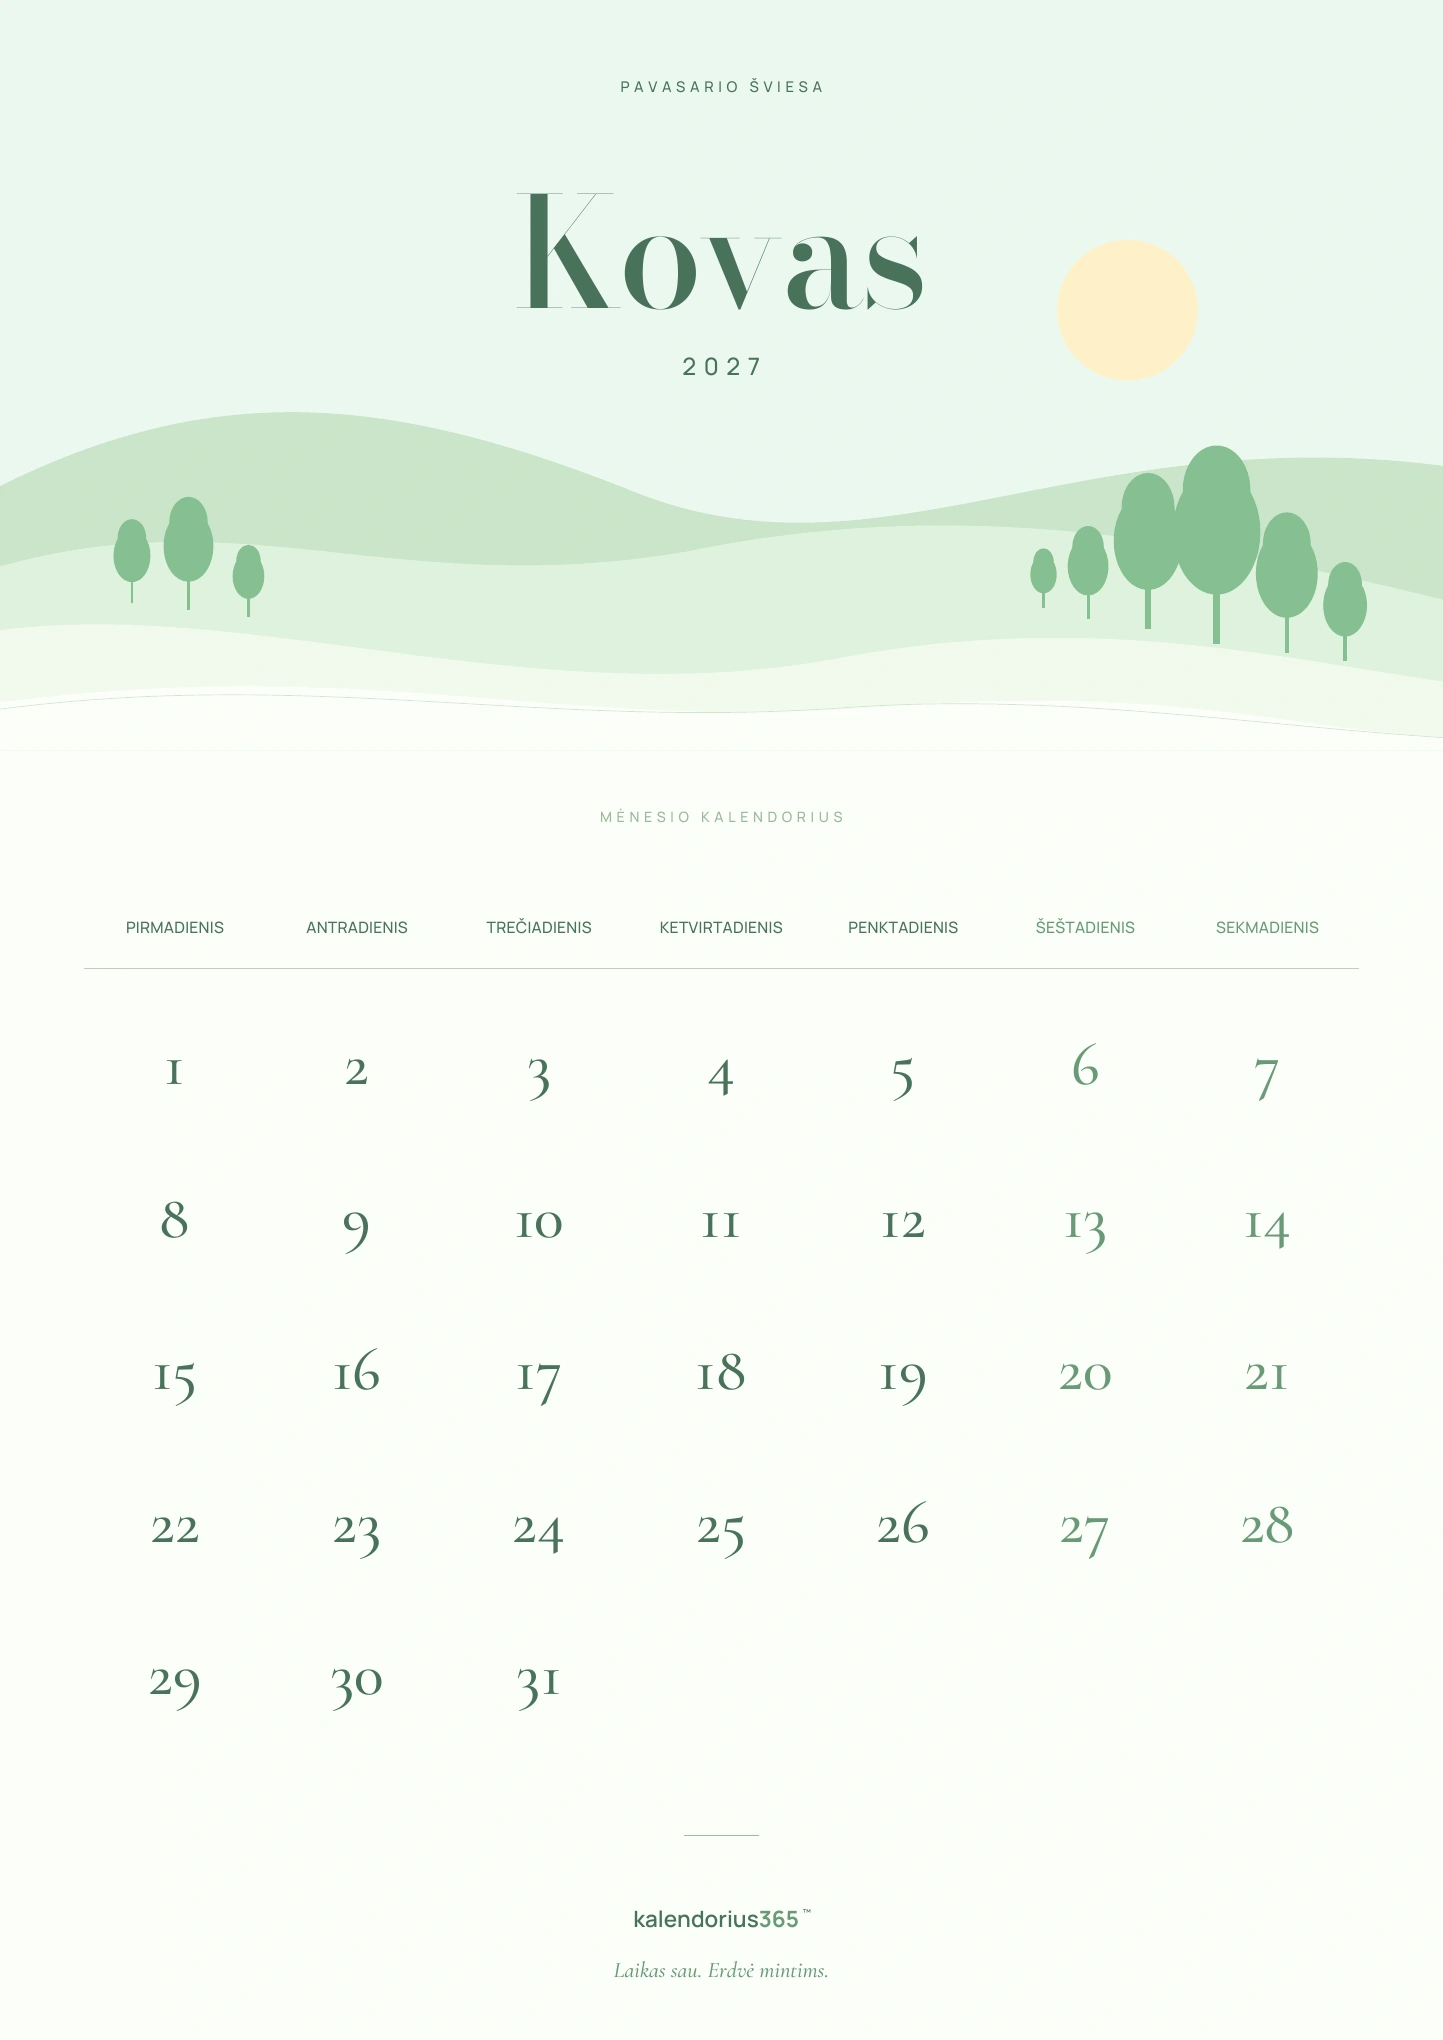 PAVASARIO ŠVIESA
Kovas
2027
MĖNESIO KALENDORIUS
PIRMADIENIS ANTRADIENIS TREČIADIENIS KETVIRTADIENIS PENKTADIENIS ŠEŠTADIENIS SEKMADIENIS
1 2 3 4 5 6 7
8 9 10 11 12 13 14
15 16 17 18 19 20 21
22 23 24 25 26 27 28
29 30 31
kalendorius365™
Laikas sau. Erdvė mintims.